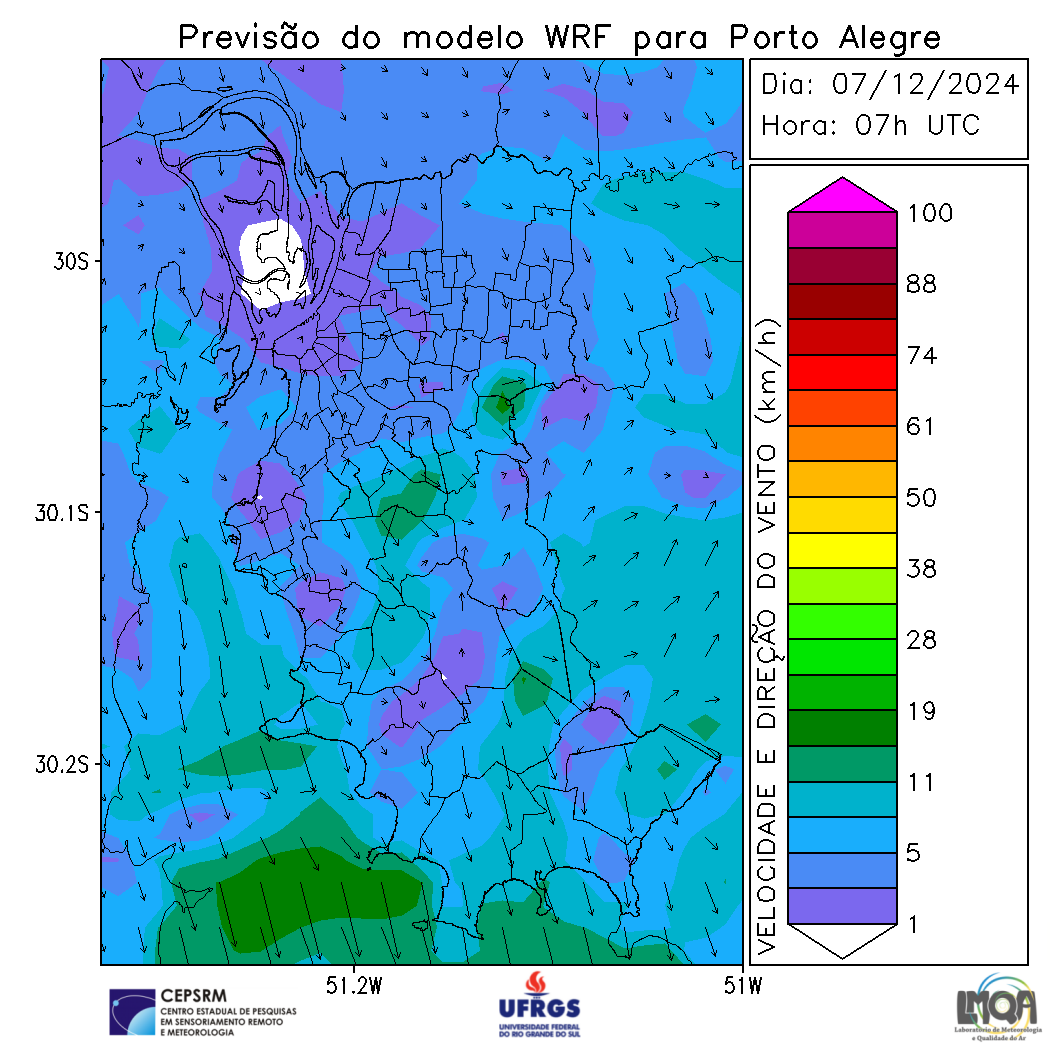 Previsão do modelo WRF para Porto Alegre
Dia: 07/12/2024
Hora: 07h UTC
30S
30.1S
30.2S
51.2W
51W
VELOCIDADE E DIREÇÃO DO VENTO (km/h)
100
88
74
61
50
38
28
19
11
5
1
CEPSRM
CENTRO ESTADUAL DE PESQUISAS
EM SENSORIAMENTO REMOTO
E METEOROLOGIA
UFRGS
UNIVERSIDADE FEDERAL
DO RIO GRANDE DO SUL
LMQA
Laboratório de Meteorologia
e Qualidade do Ar